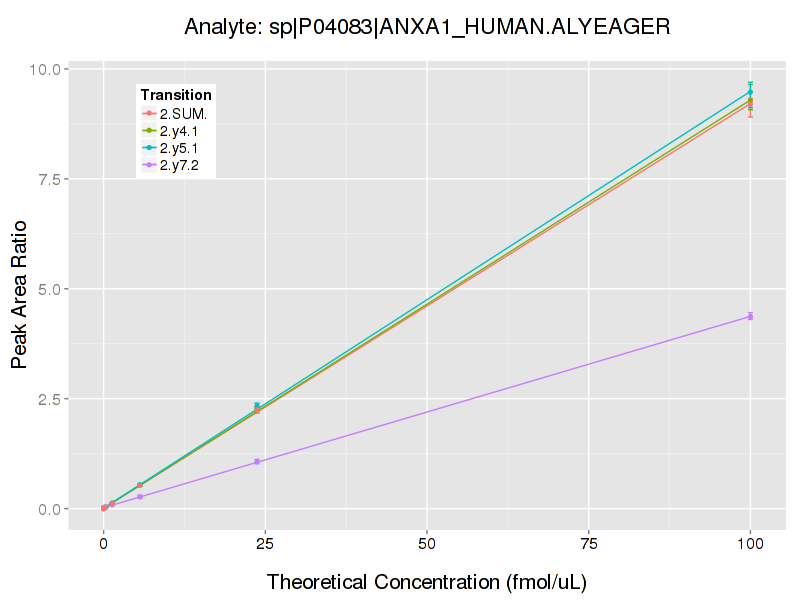 Analyte: sp|P04083|ANXA1_HUMAN.ALYEAGER
10.0
7.5
5.0
2.5
0.0
Peak Area Ratio
Transition
2.SUM.
2.y4.1
2.y5.1
2.y7.2
0 25 50 75 100
Theoretical Concentration (fmol/uL)